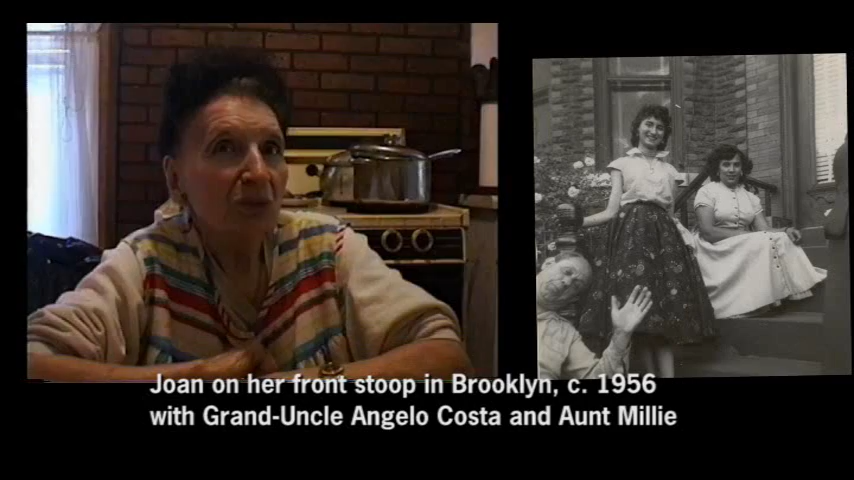 Joan on her front stoop in Brooklyn, c. 1956
with Grand-Uncle Angelo Costa and Aunt Millie